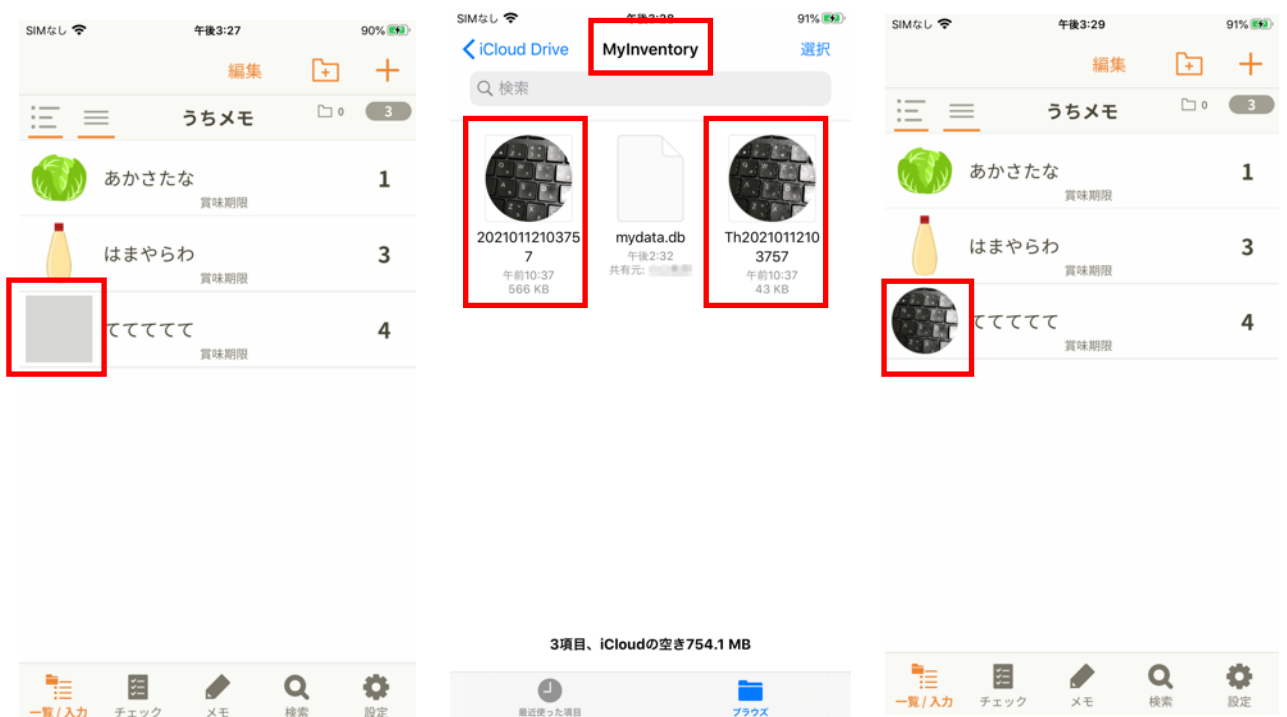 SIMなし 午後3:27 90%
編集
うちメモ 0 3
あかさたな 1
賞味期限
はまやらわ 3
賞味期限
ててててて 4
賞味期限
一覧 / 入力 チェック メモ 検索 設定
SIMなし 午後3:28 91%
iCloud Drive MyInventory 選択
検索
2021011210375
7
午前10:37
566 KB
mydata.db
午後2:32
共有元:
Th2021011210
3757
午前10:37
43 KB
3項目、iCloudの空き754.1 MB
最近使った項目 ブラウズ
SIMなし 午後3:29 91%
編集
うちメモ 0 3
あかさたな 1
賞味期限
はまやらわ 3
賞味期限
ててててて 4
賞味期限
一覧 / 入力 チェック メモ 検索 設定